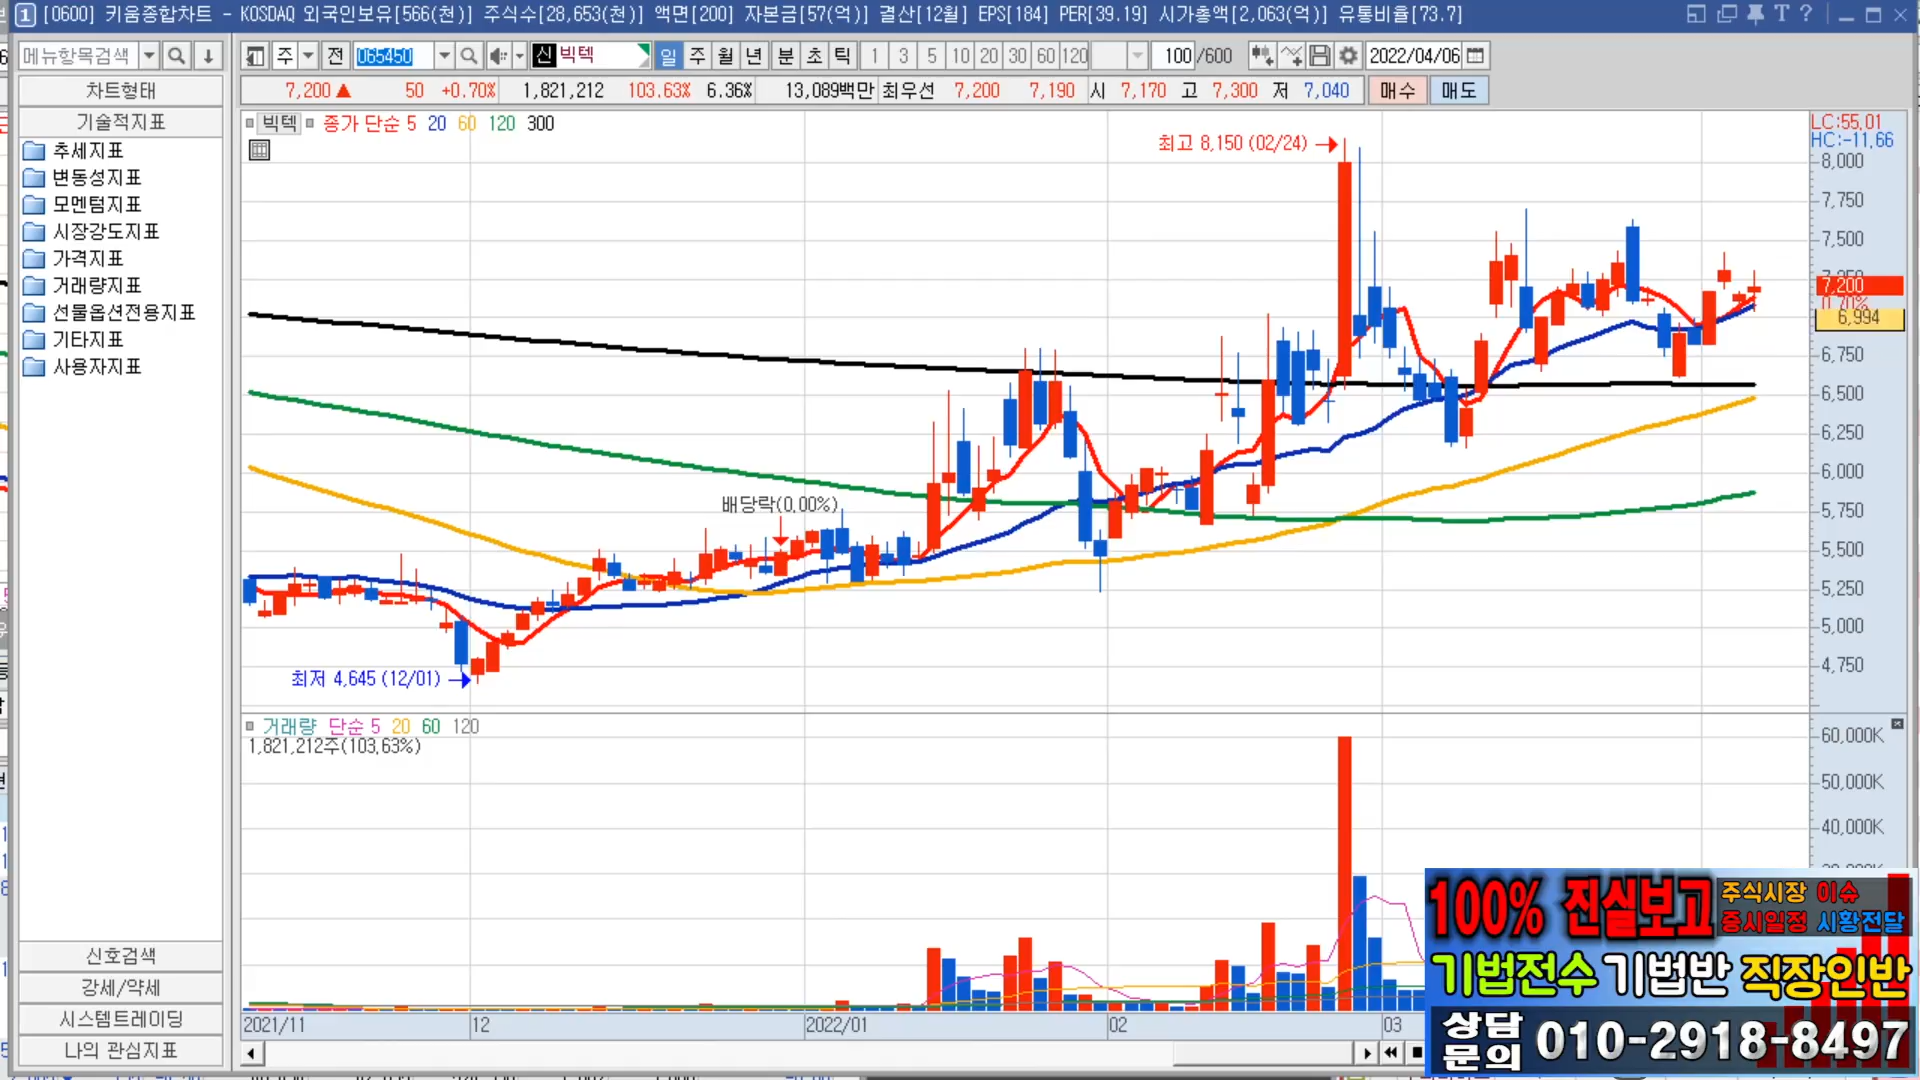 1 [0600] 키움종합차트 - KOSDAQ 외국인보유[566(천)] 주식수[28,653(천)] 액면[200] 자본금[57(억)] 결산[12월] EPS[184] PER[39.19] 시가총액[2,063(억)] 유통비율[73.7] T ?
메뉴항목검색 주 전 065450 신 빅텍 일 주 월 년 분 초 틱 1 3 5 10 20 30 60 120 100 /600 2022/04/06
7,200 ▲ 50 +0.70% 1,821,212 103.63% 6.36% 13,089백만 최우선 7,200 7,190 시 7,170 고 7,300 저 7,040 매수 매도
차트형태
기술적지표
추세지표
변동성지표
모멘텀지표
시장강도지표
가격지표
거래량지표
선물옵션전용지표
기타지표
사용자지표
신호검색
강세/약세
시스템트레이딩
나의 관심지표
빅텍 종가 단순 5 20 60 120 300
최고 8,150 (02/24)
배당락(0.00%)
최저 4,645 (12/01)
LC:55.01
HC:-11.66
8,000
7,750
7,500
7,250
7,200
0.70%
6,994
6,750
6,500
6,250
6,000
5,750
5,500
5,250
5,000
4,750
거래량 단순 5 20 60 120
1,821,212주(103.63%)
60,000K
50,000K
40,000K
2021/11 12 2022/01 02 03
100% 진실보고 주식시장 이슈
증시일정 시황전달
기법전수 기법반 직장인반
상담문의 010-2918-8497